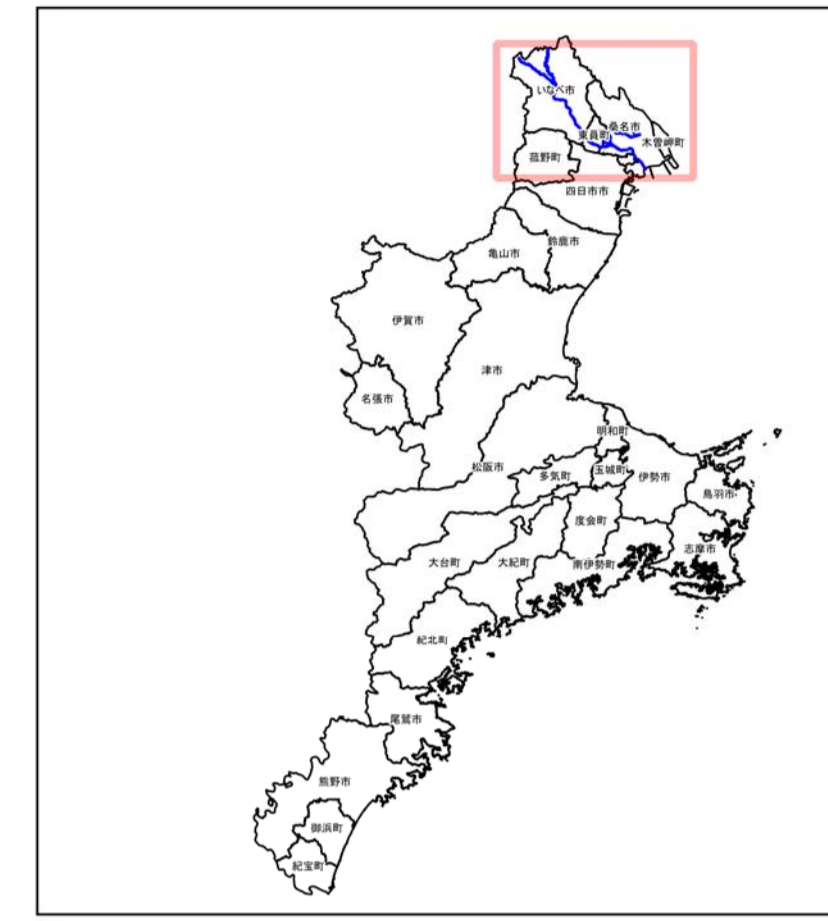 いなべ市
桑名市
東員町
木曽岬町
菰野町
四日市市
鈴鹿市
亀山市
伊賀市
津市
名張市
明和町
松阪市
多気町
玉城町
伊勢市
鳥羽市
度会町
志摩市
大台町
大紀町
南伊勢町
紀北町
尾鷲市
熊野市
御浜町
紀宝町